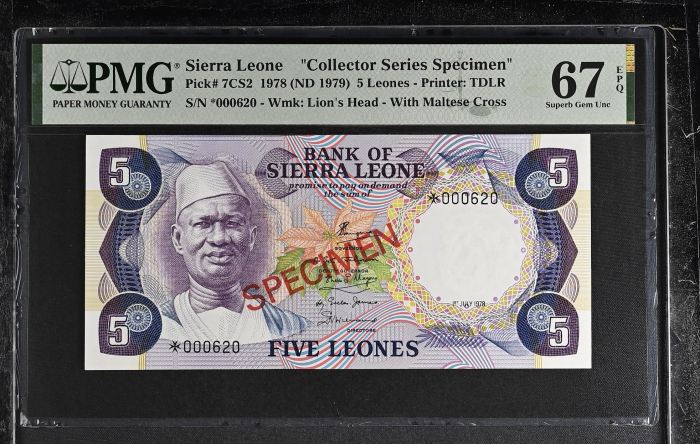 PMG®
PAPER MONEY GUARANTY
Sierra Leone "Collector Series Specimen"
Pick# 7CS2 1978 (ND 1979) 5 Leones - Printer: TDLR
S/N *000620 - Wmk: Lion's Head - With Maltese Cross
67 EPQ
Superb Gem Unc
5
BANK OF
SIERRA LEONE
promise to pay on demand
the sum of
5
*000620
GOVERNOR
SPECIMEN
1ST JULY 1978
DIRECTORS
5
*000620
FIVE LEONES
5